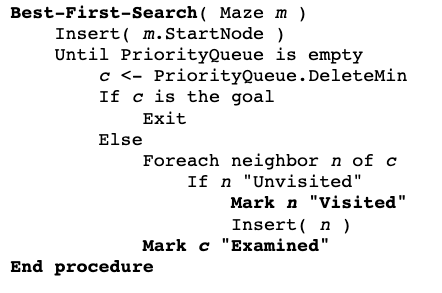 Best-First-Search( Maze m )
    Insert( m.StartNode )
    Until PriorityQueue is empty
        c <- PriorityQueue.DeleteMin
        If c is the goal
            Exit
        Else
            Foreach neighbor n of c
                If n "Unvisited"
                    Mark n "Visited"
                    Insert( n )
            Mark c "Examined"
End procedure